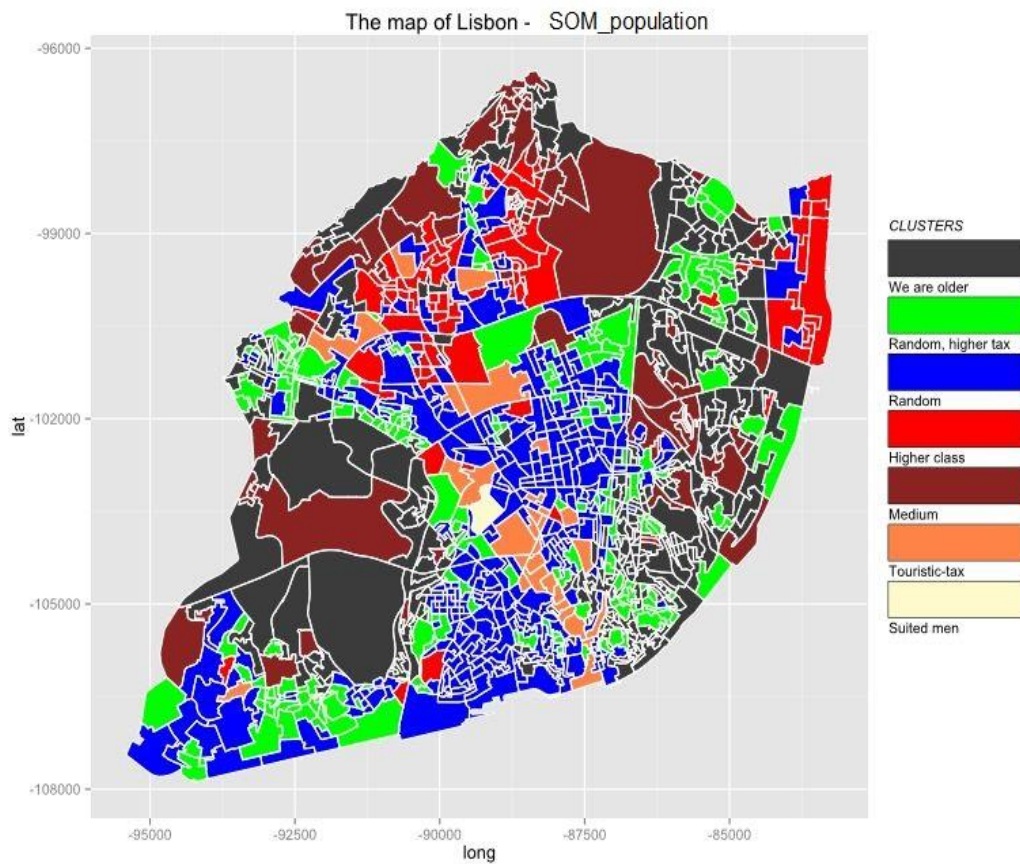 The map of Lisbon - SOM_population
-96000
-99000
-102000
-105000
-108000
lat
-95000 -92500 -90000 -87500 -85000
long
CLUSTERS
We are older
Random, higher tax
Random
Higher class
Medium
Touristic-tax
Suited men